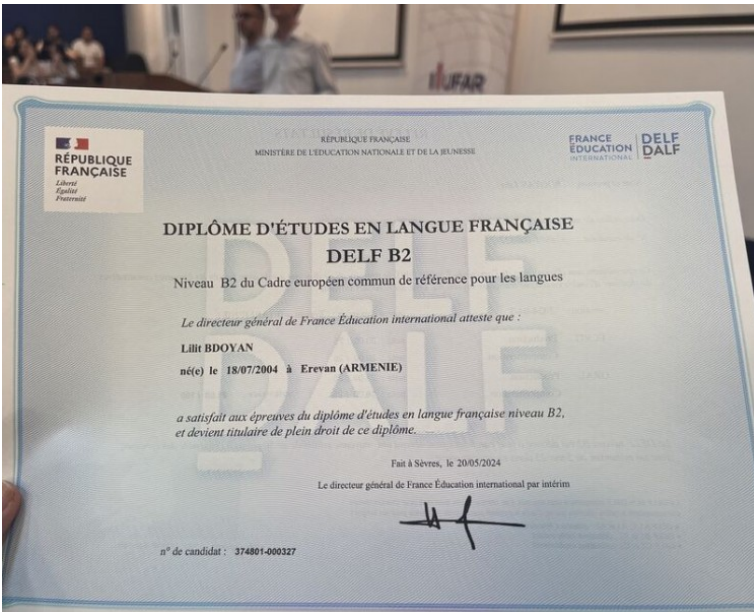 IIUFAR
RÉPUBLIQUE
FRANÇAISE
Liberté
Égalité
Fraternité
RÉPUBLIQUE FRANÇAISE
MINISTÈRE DE L'ÉDUCATION NATIONALE ET DE LA JEUNESSE
FRANCE
ÉDUCATION
INTERNATIONAL
DELF
DALF
DIPLÔME D'ÉTUDES EN LANGUE FRANÇAISE
DELF B2
Niveau B2 du Cadre européen commun de référence pour les langues
Le directeur général de France Éducation international atteste que :
Lilit BDOYAN
né(e) le 18/07/2004 à Erevan (ARMENIE)
a satisfait aux épreuves du diplôme d'études en langue française niveau B2,
et devient titulaire de plein droit de ce diplôme.
Fait à Sèvres, le 20/05/2024
Le directeur général de France Éducation international par intérim
n° de candidat : 374801-000327
DELF
DALF